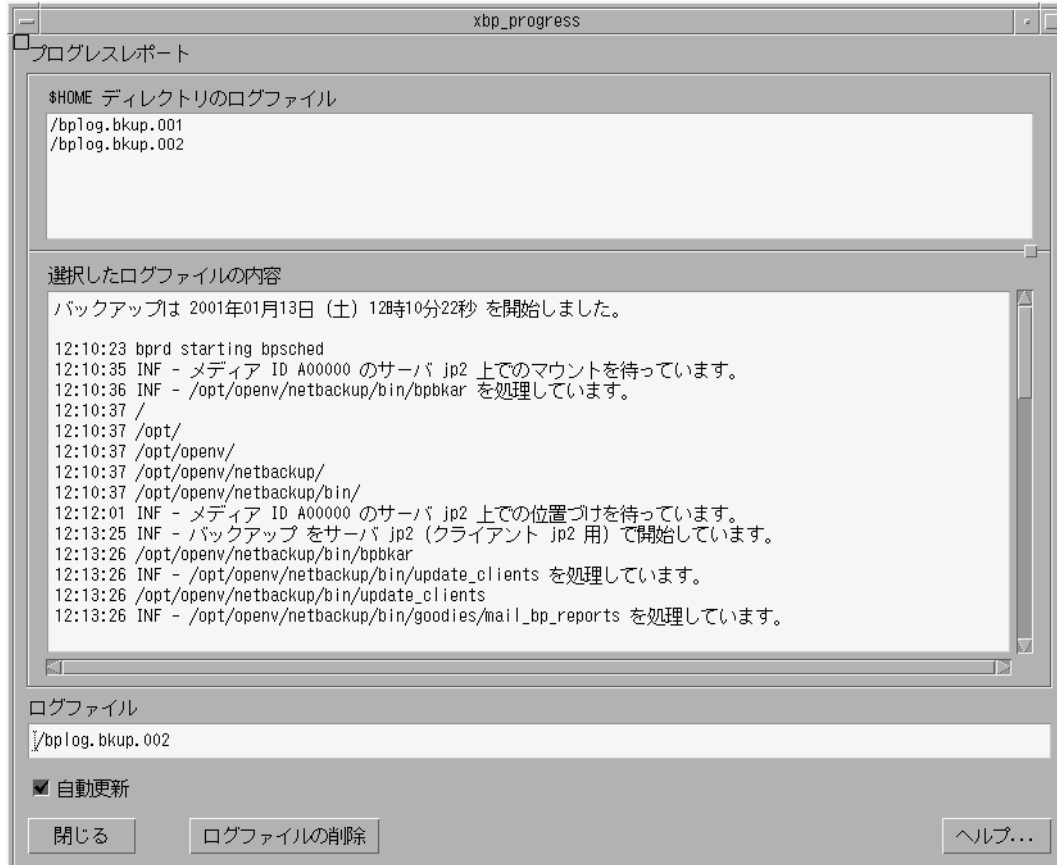 xbp_progress
プログレスレポート
$HOME ディレクトリのログファイル
/bplog.bkup.001
/bplog.bkup.002
選択したログファイルの内容
バックアップは 2001年01月13日 (土) 12時10分22秒 を開始しました。
12:10:23 bprd starting bpsched
12:10:35 INF - メディア ID A00000 のサーバ jp2 上でのマウントを待っています。
12:10:36 INF - /opt/openv/netbackup/bin/bpbkar を処理しています。
12:10:37 /
12:10:37 /opt/
12:10:37 /opt/openv/
12:10:37 /opt/openv/netbackup/
12:10:37 /opt/openv/netbackup/bin/
12:12:01 INF - メディア ID A00000 のサーバ jp2 上での位置づけを待っています。
12:13:25 INF - バックアップ をサーバ jp2 (クライアント jp2 用) で開始しています。
12:13:26 /opt/openv/netbackup/bin/bpbkar
12:13:26 INF - /opt/openv/netbackup/bin/update_clients を処理しています。
12:13:26 /opt/openv/netbackup/bin/update_clients
12:13:26 INF - /opt/openv/netbackup/bin/goodies/mail_bp_reports を処理しています。
ログファイル
/bplog.bkup.002
自動更新
閉じる ログファイルの削除 ヘルプ...